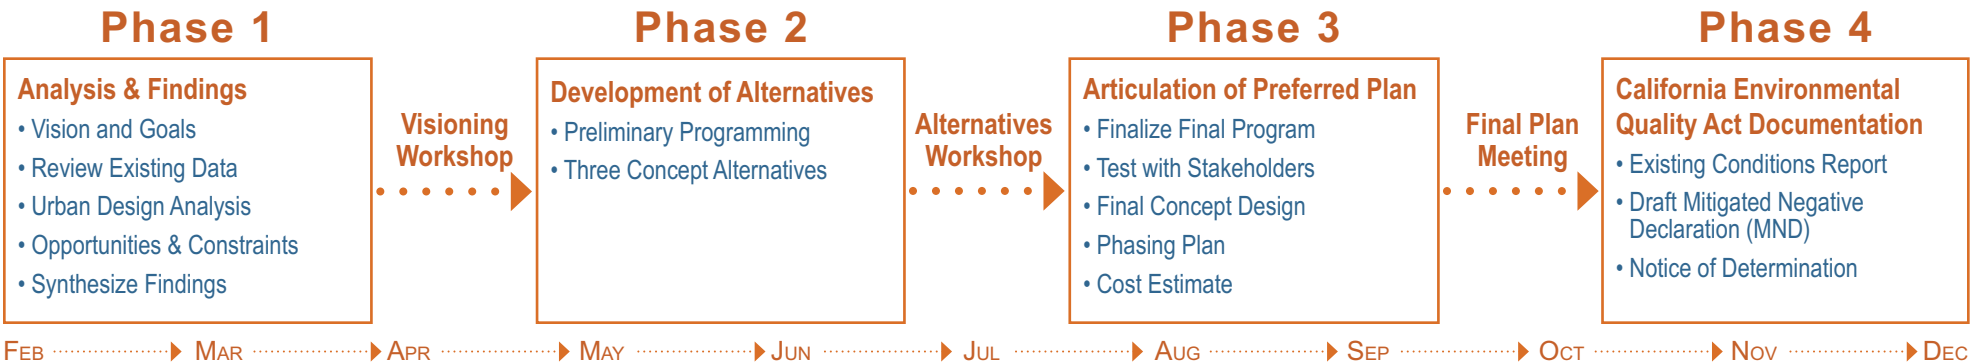 Phase 1
Analysis & Findings
• Vision and Goals
• Review Existing Data
• Urban Design Analysis
• Opportunities & Constraints
• Synthesize Findings
Visioning
Workshop
Phase 2
Development of Alternatives
• Preliminary Programming
• Three Concept Alternatives
Alternatives
Workshop
Phase 3
Articulation of Preferred Plan
• Finalize Final Program
• Test with Stakeholders
• Final Concept Design
• Phasing Plan
• Cost Estimate
Final Plan
Meeting
Phase 4
California Environmental
Quality Act Documentation
• Existing Conditions Report
• Draft Mitigated Negative
Declaration (MND)
• Notice of Determination
FEB MAR APR MAY JUN JUL AUG SEP OCT NOV DEC